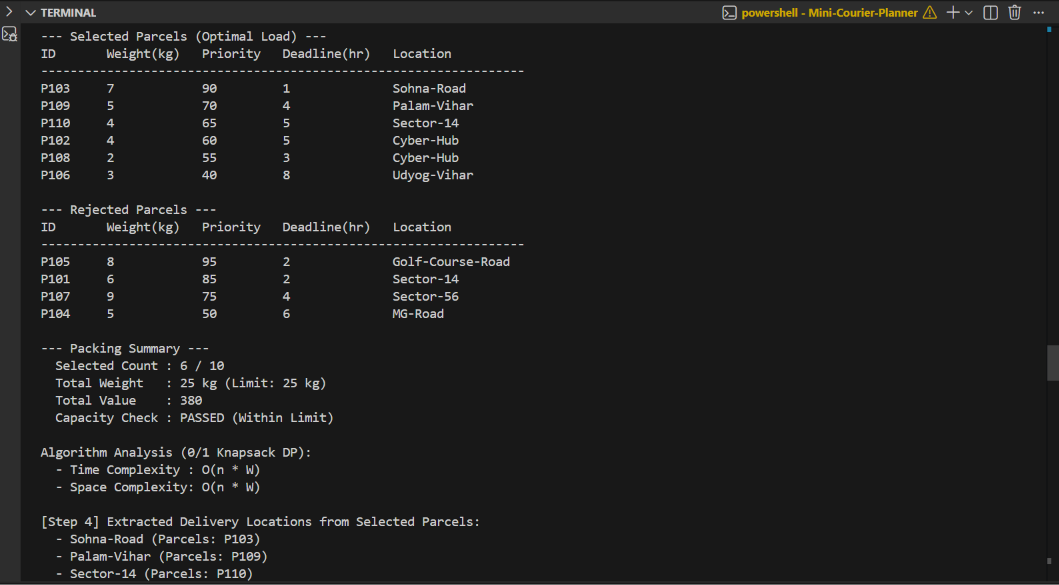 TERMINAL
powershell - Mini-Courier-Planner
--- Selected Parcels (Optimal Load) ---
ID Weight(kg) Priority Deadline(hr) Location
------------------------------------------------------------------
P103 7 90 1 Sohna-Road
P109 5 70 4 Palam-Vihar
P110 4 65 5 Sector-14
P102 4 60 5 Cyber-Hub
P108 2 55 3 Cyber-Hub
P106 3 40 8 Udyog-Vihar
--- Rejected Parcels ---
ID Weight(kg) Priority Deadline(hr) Location
------------------------------------------------------------------
P105 8 95 2 Golf-Course-Road
P101 6 85 2 Sector-14
P107 9 75 4 Sector-56
P104 5 50 6 MG-Road
--- Packing Summary ---
Selected Count : 6 / 10
Total Weight : 25 kg (Limit: 25 kg)
Total Value : 380
Capacity Check : PASSED (Within Limit)
Algorithm Analysis (0/1 Knapsack DP):
- Time Complexity : O(n * W)
- Space Complexity: O(n * W)
[Step 4] Extracted Delivery Locations from Selected Parcels:
- Sohna-Road (Parcels: P103)
- Palam-Vihar (Parcels: P109)
- Sector-14 (Parcels: P110)